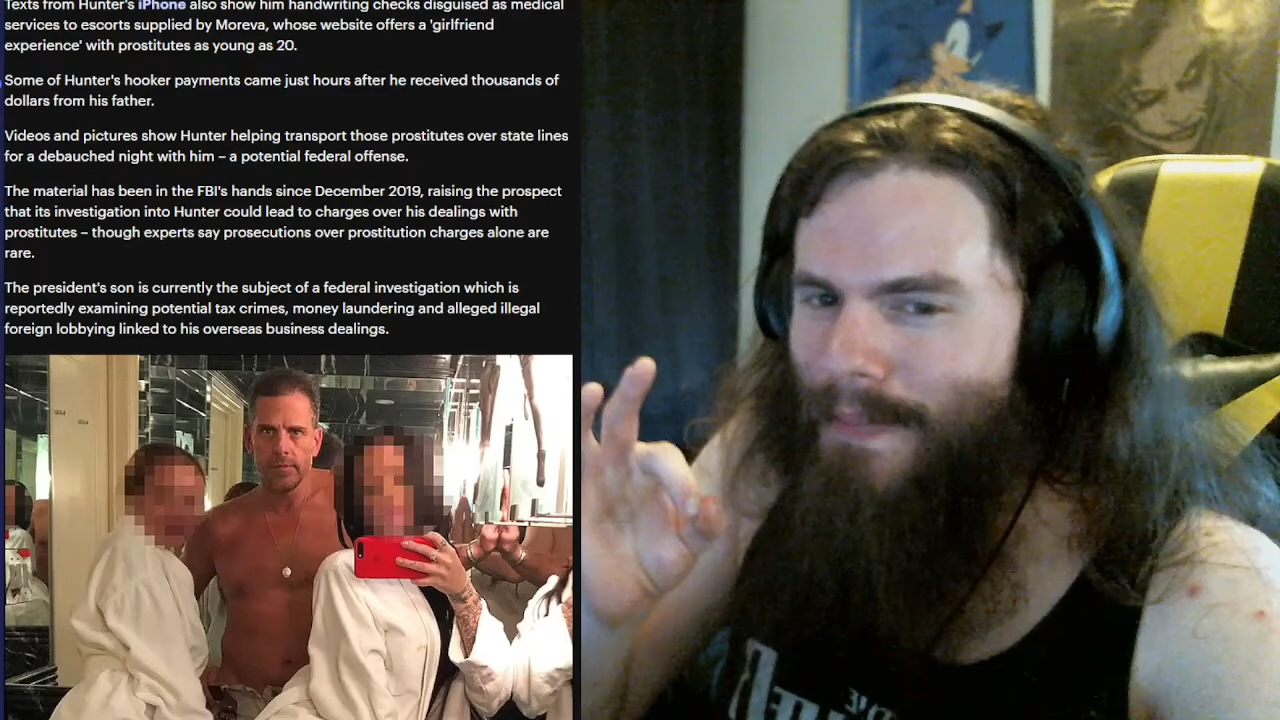 Texts from Hunter's iPhone also show him handwriting checks disguised as medical
services to escorts supplied by Moreva, whose website offers a 'girlfriend
experience' with prostitutes as young as 20.
Some of Hunter's hooker payments came just hours after he received thousands of
dollars from his father.
Videos and pictures show Hunter helping transport those prostitutes over state lines
for a debauched night with him – a potential federal offense.
The material has been in the FBI's hands since December 2019, raising the prospect
that its investigation into Hunter could lead to charges over his dealings with
prostitutes – though experts say prosecutions over prostitution charges alone are
rare.
The president's son is currently the subject of a federal investigation which is
reportedly examining potential tax crimes, money laundering and alleged illegal
foreign lobbying linked to his overseas business dealings.